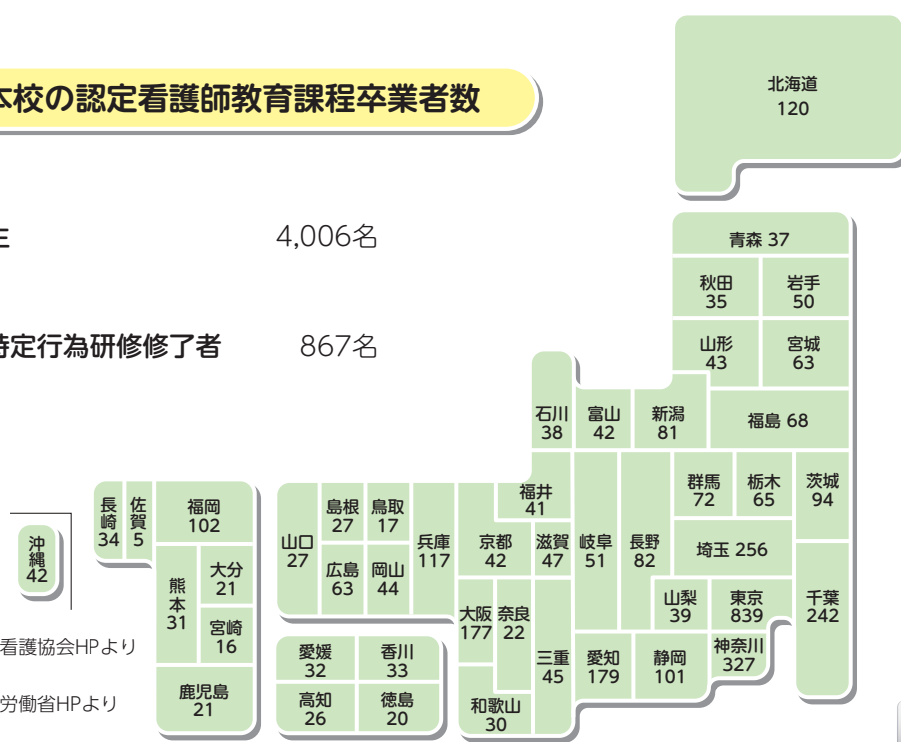 本校の認定看護師教育課程卒業者数
4,006名
特定行為研修修了者 867名
北海道
120
青森 37
秋田
35
岩手
50
山形
43
宮城
63
石川
38
富山
42
新潟
81
福島 68
福井
41
群馬
72
栃木
65
茨城
94
長崎
34
佐賀
5
福岡
102
島根
27
鳥取
17
山口
27
兵庫
117
京都
42
滋賀
47
岐阜
51
長野
82
埼玉 256
沖縄
42
熊本
31
大分
21
広島
63
岡山
44
山梨
39
東京
839
千葉
242
宮崎
16
大阪
177
奈良
22
看護協会HPより
愛媛
32
香川
33
三重
45
愛知
179
静岡
101
神奈川
327
労働省HPより
鹿児島
21
高知
26
徳島
20
和歌山
30